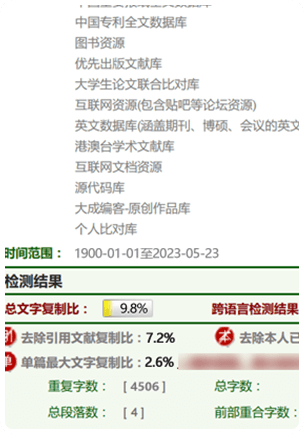 中国专利全文数据库
图书资源
优先出版文献库
大学生论文联合比对库
互联网资源(包含贴吧等论坛资源)
英文数据库(涵盖期刊、博硕、会议的英文
港澳台学术文献库
互联网文档资源
源代码库
大成编客-原创作品库
个人比对库
时间范围： 1900-01-01至2023-05-23
检测结果
总文字复制比： 9.8% 跨语言检测结果
引 去除引用文献复制比：7.2% 本 去除本人已
单 单篇最大文字复制比：2.6%
重复字数： [ 4506 ] 总字数：
总段落数： [ 4 ] 前部重合字数：